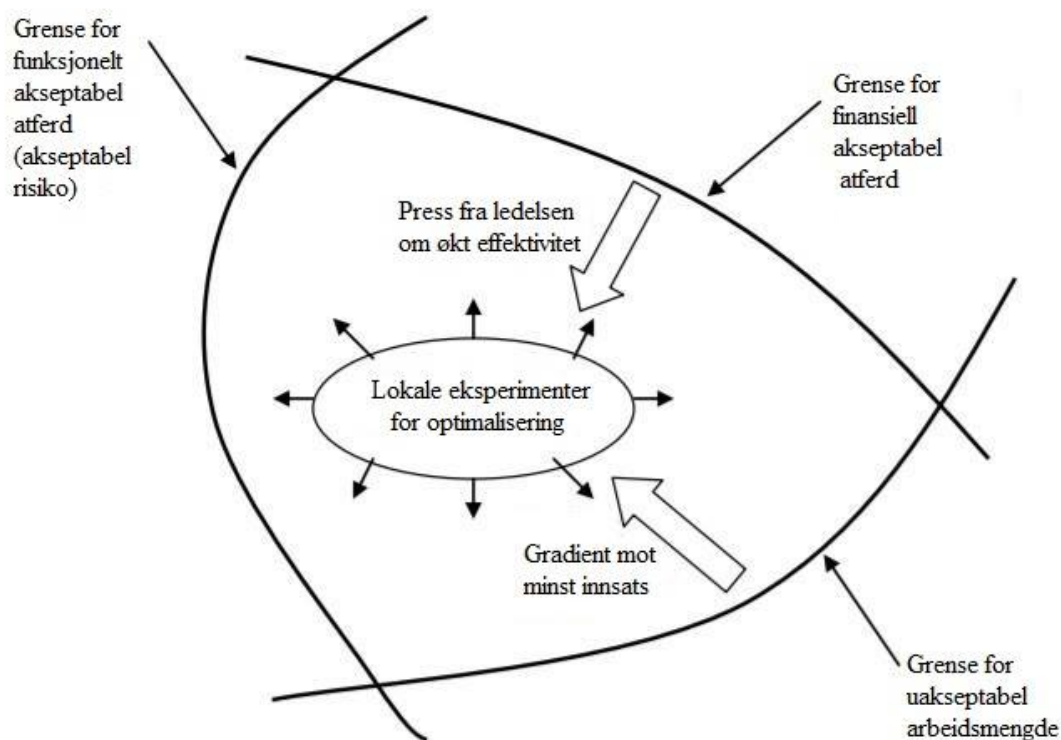 Grense for
funksjonelt
akseptabel
atferd
(akseptabel
risiko)
Grense for
finansiell
akseptabel
atferd
Press fra ledelsen
om økt effektivitet
Lokale eksperimenter
for optimalisering
Gradient mot
minst innsats
Grense for
uakseptabel
arbeidsmengde